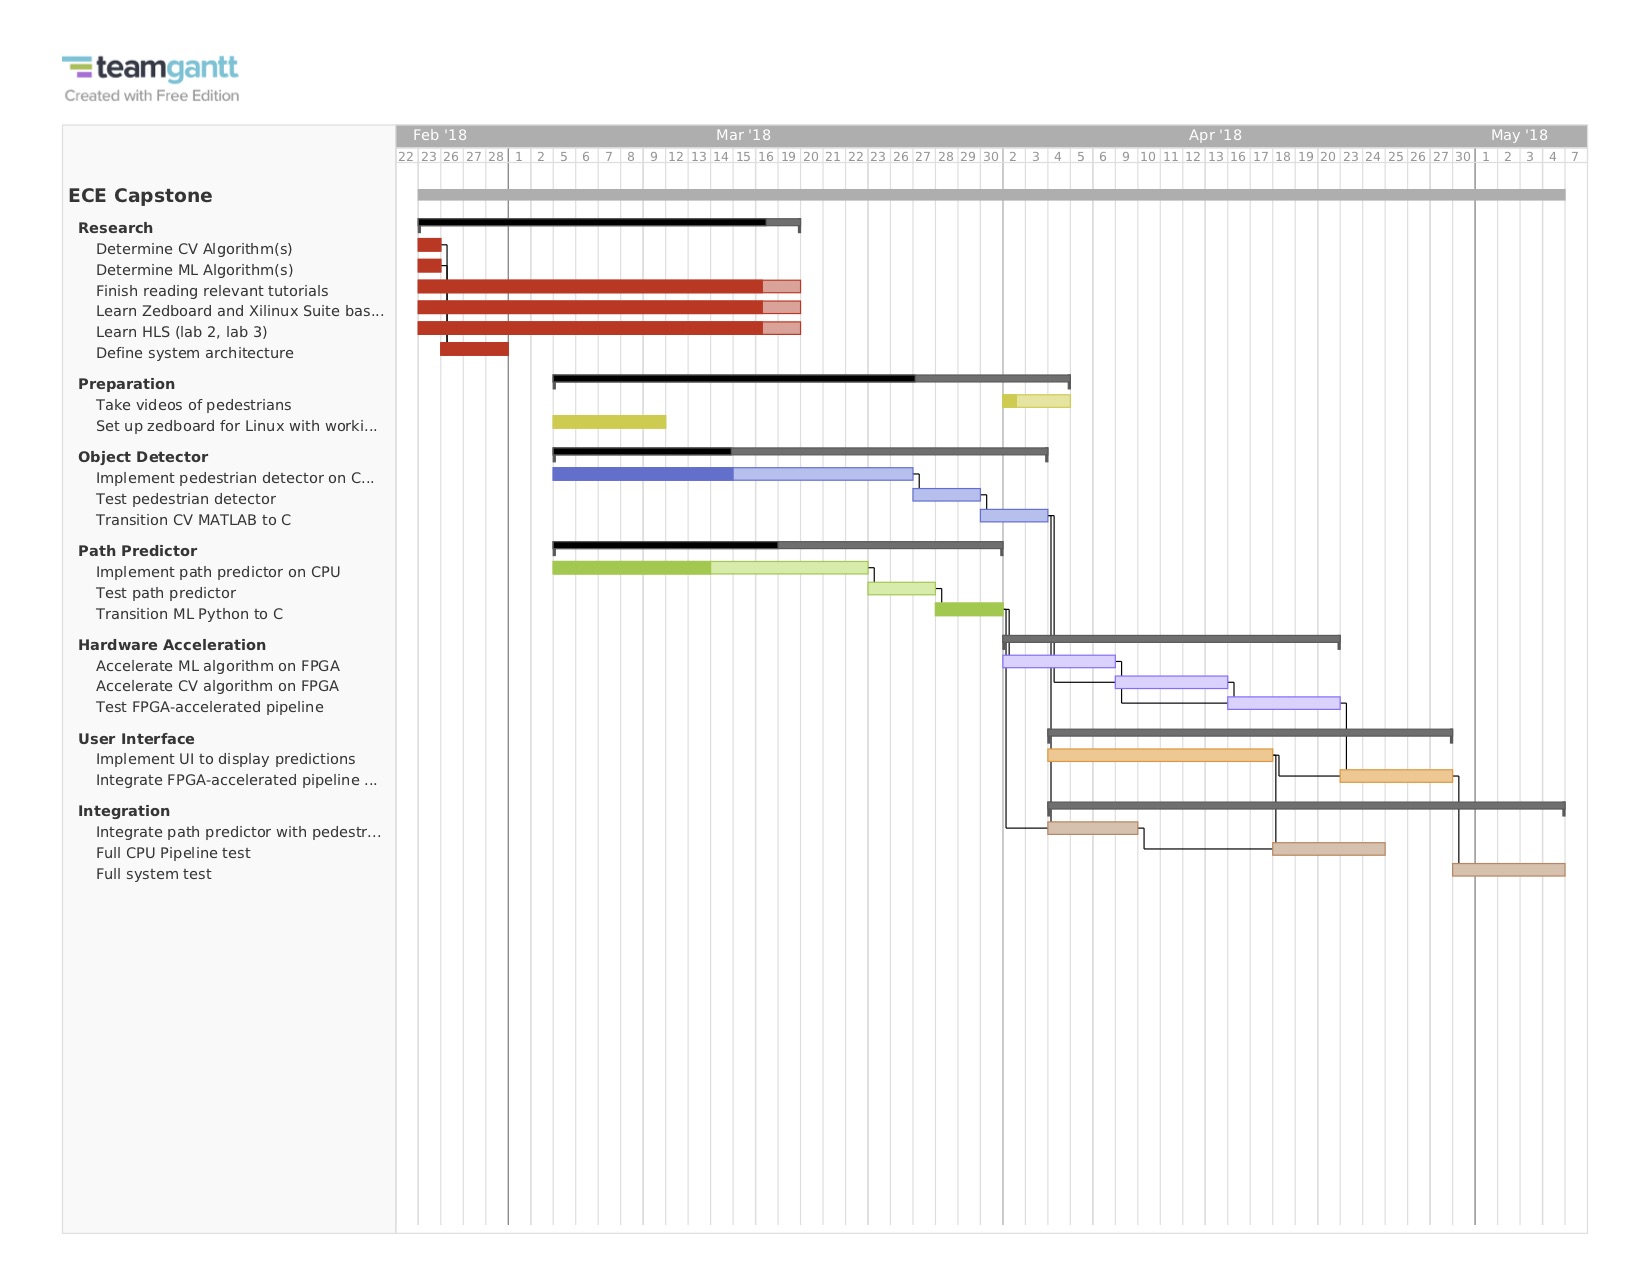 teamgantt
Created with Free Edition
Feb '18 Mar '18 Apr '18 May '18
22 23 26 27 28 1 2 5 6 7 8 9 12 13 14 15 16 19 20 21 22 23 26 27 28 29 30 2 3 4 5 6 9 10 11 12 13 16 17 18 19 20 23 24 25 26 27 30 1 2 3 4 7
ECE Capstone
Research
Determine CV Algorithm(s)
Determine ML Algorithm(s)
Finish reading relevant tutorials
Learn Zedboard and Xilinux Suite bas...
Learn HLS (lab 2, lab 3)
Define system architecture
Preparation
Take videos of pedestrians
Set up zedboard for Linux with worki...
Object Detector
Implement pedestrian detector on C...
Test pedestrian detector
Transition CV MATLAB to C
Path Predictor
Implement path predictor on CPU
Test path predictor
Transition ML Python to C
Hardware Acceleration
Accelerate ML algorithm on FPGA
Accelerate CV algorithm on FPGA
Test FPGA-accelerated pipeline
User Interface
Implement UI to display predictions
Integrate FPGA-accelerated pipeline ...
Integration
Integrate path predictor with pedestr...
Full CPU Pipeline test
Full system test